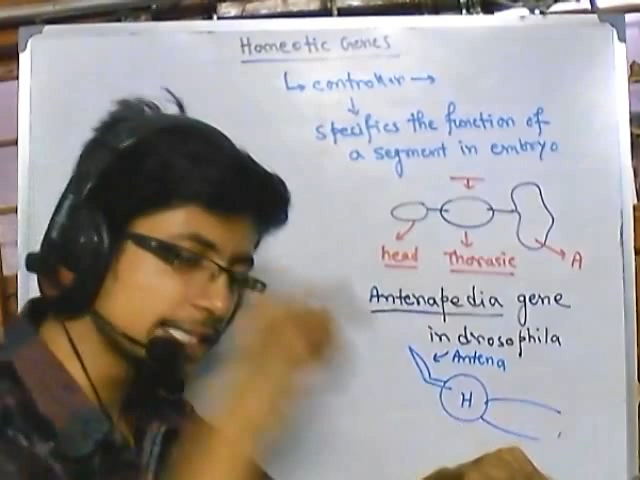 Homeotic Genes
↳ controller →
↓
specifies the function of
a segment in embryo
T
head
Thorasic
A
Antenapedia gene
in drosophila
Antena
H